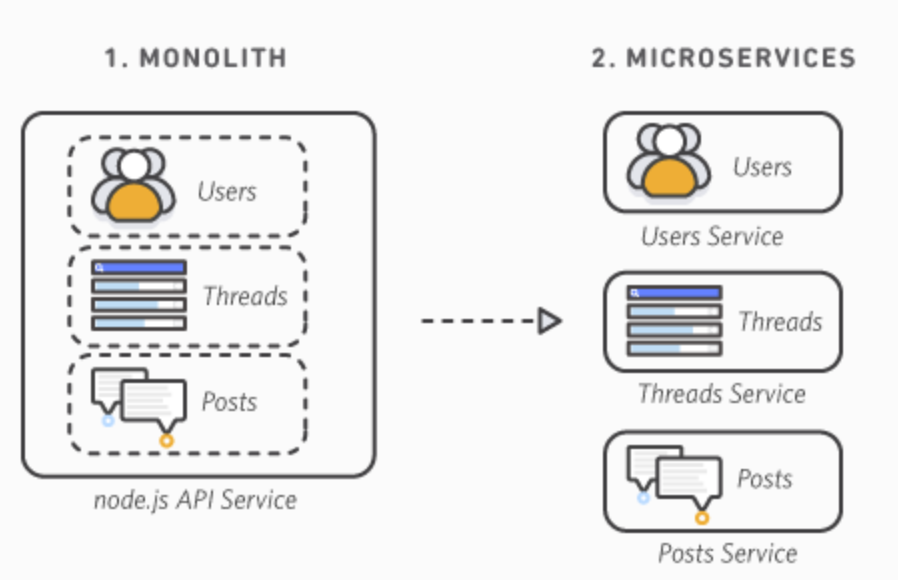 1. MONOLITH
Users
Threads
Posts
node.js API Service
2. MICROSERVICES
Users
Users Service
Threads
Threads Service
Posts
Posts Service